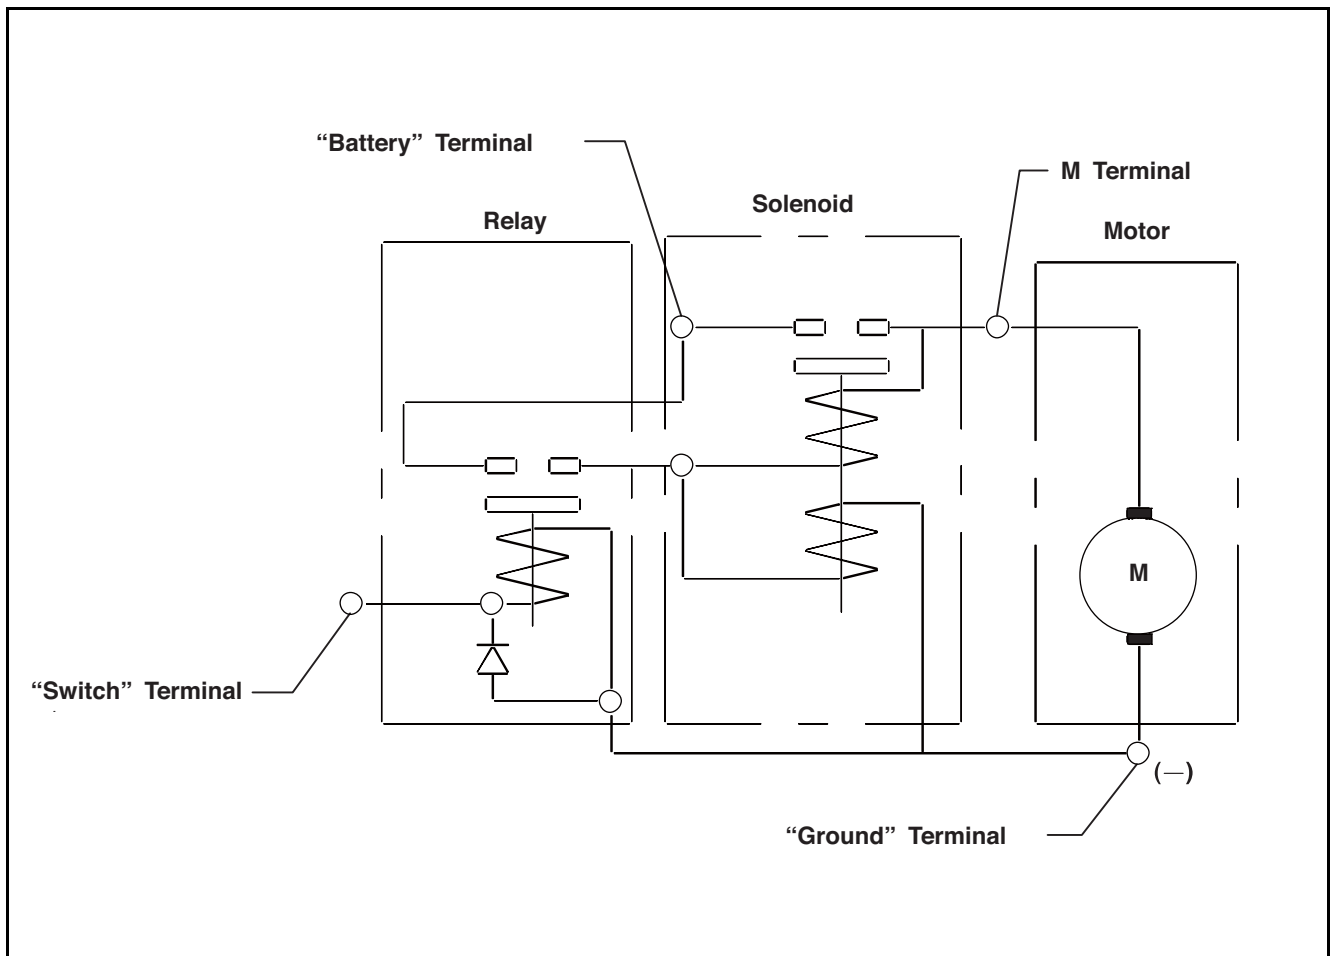 “Battery” Terminal
M Terminal
Solenoid
Relay
Motor
M
“Switch” Terminal
(—)
“Ground” Terminal